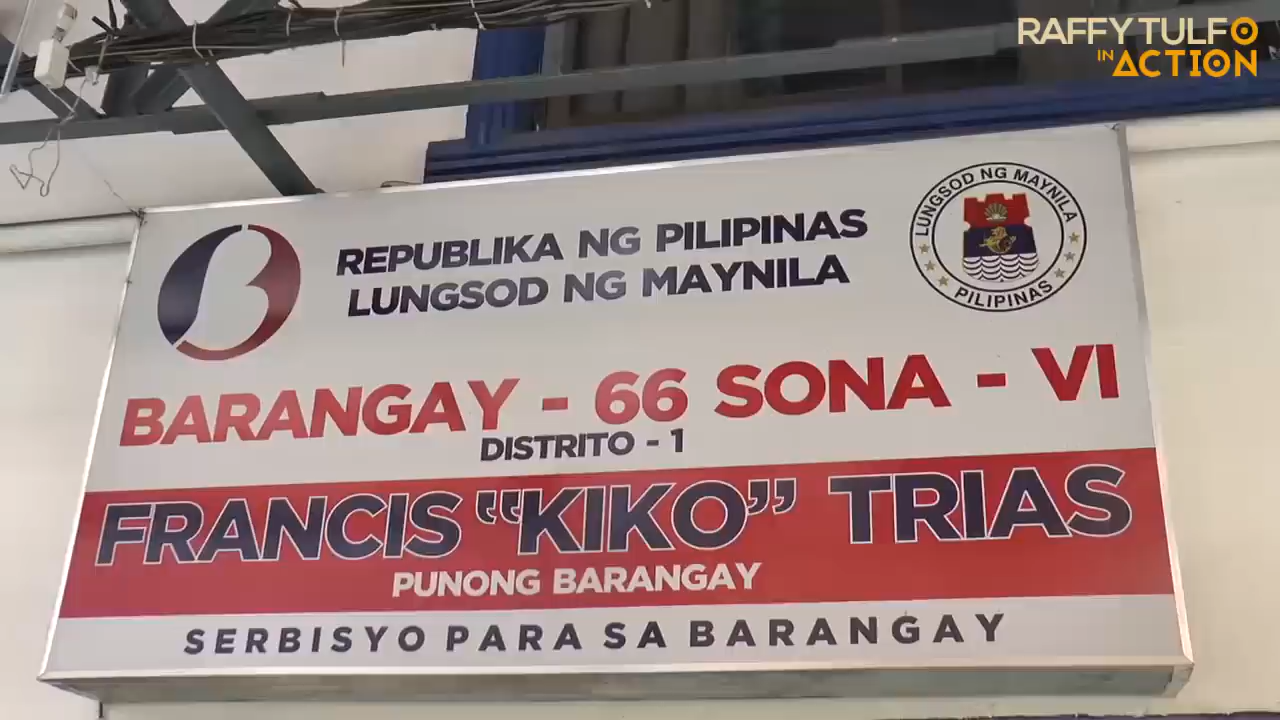 RAFFY TULFO
IN ACTION
REPUBLIKA NG PILIPINAS
LUNGSOD NG MAYNILA
LUNGSOD NG MAYNILA
PILIPINAS
BARANGAY - 66 SONA - VI
DISTRITO - 1
FRANCIS "KIKO" TRIAS
PUNONG BARANGAY
SERBISYO PARA SA BARANGAY